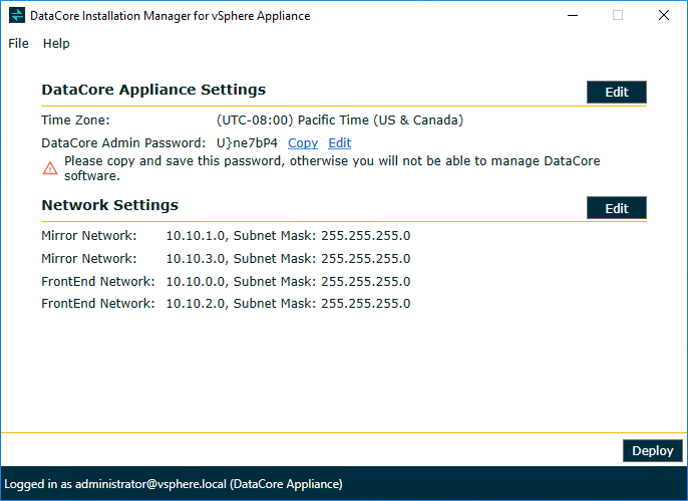 DataCore Installation Manager for vSphere Appliance
File Help
DataCore Appliance Settings Edit
Time Zone: (UTC-08:00) Pacific Time (US & Canada)
DataCore Admin Password: U}ne7bP4 Copy Edit
Please copy and save this password, otherwise you will not be able to manage DataCore
software.
Network Settings Edit
Mirror Network: 10.10.1.0, Subnet Mask: 255.255.255.0
Mirror Network: 10.10.3.0, Subnet Mask: 255.255.255.0
FrontEnd Network: 10.10.0.0, Subnet Mask: 255.255.255.0
FrontEnd Network: 10.10.2.0, Subnet Mask: 255.255.255.0
Deploy
Logged in as administrator@vsphere.local (DataCore Appliance)